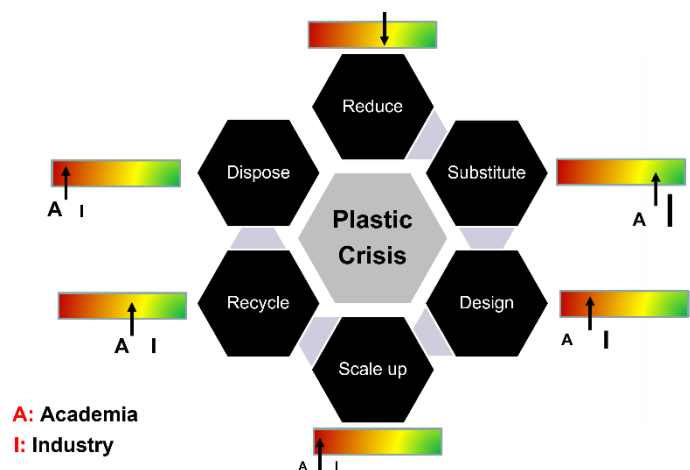 Reduce
Dispose
Substitute
A I
A I
Plastic
Crisis
Recycle
Design
A I
A I
Scale up
A: Academia
I: Industry
A I